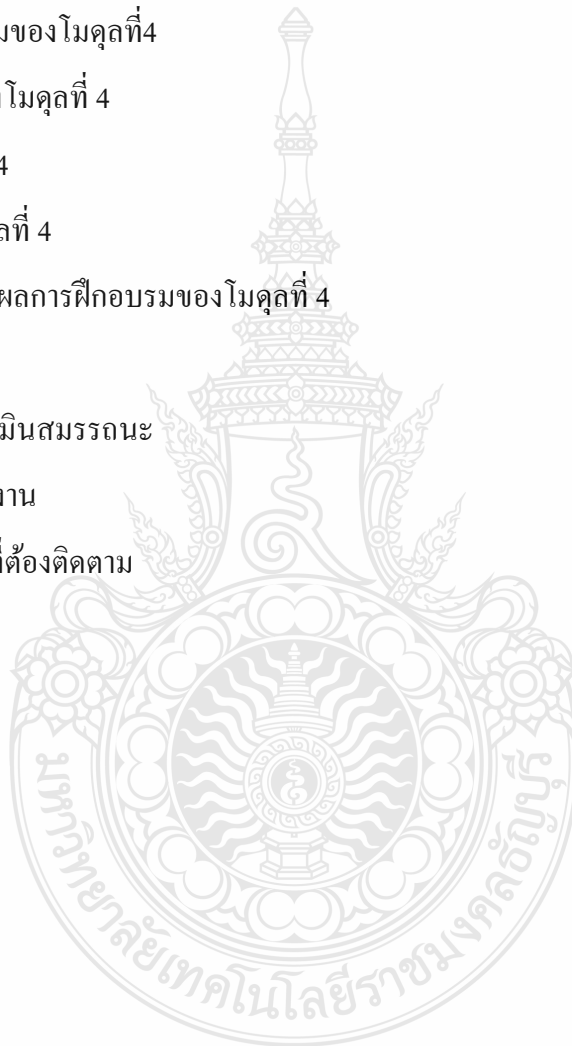 มของโมดุลที่4
งโมดุลที่ 4
4
ลที่ 4
ผลการฝึกอบรมของโมดุลที่ 4
มินสมรรถนะ
งาน
ที่ต้องติดตาม
มหาวิทยาลัยเทคโนโลยีราชมงคลธัญบุรี